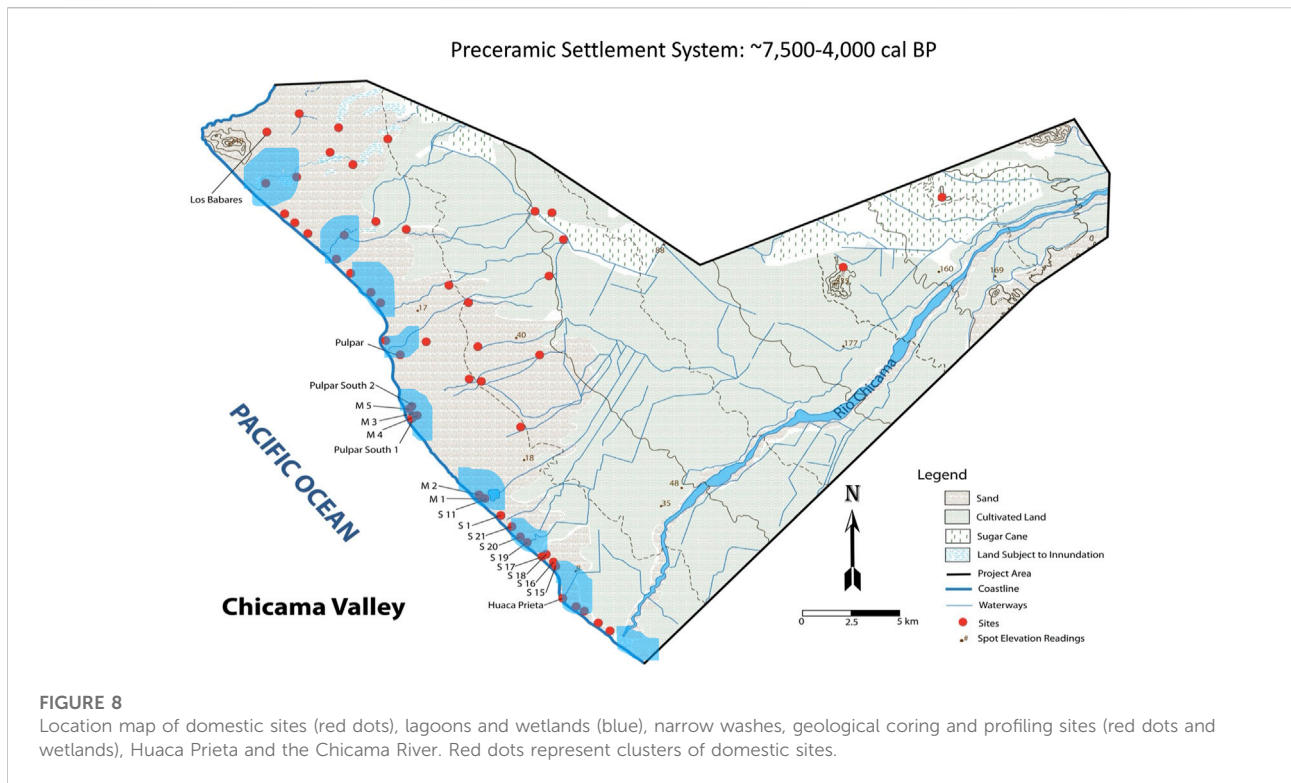 Preceramic Settlement System: ~7,500-4,000 cal BP
Los Babares
Pulpar
Pulpar South 2
M 5
M 3
M 4
Pulpar South 1
M 2
M 1
S 11
S 1
S 21
S 20
S 19
S 17
S 18
S 16
S 15
Huaca Prieta
PACIFIC OCEAN
Chicama Valley
17
40
18
8
88
48
35
177
160
169
0
Rio Chicama
N
0 2.5 5 km
Legend
Sand
Cultivated Land
Sugar Cane
Land Subject to Innundation
Project Area
Coastline
Waterways
Sites
Spot Elevation Readings
FIGURE 8
Location map of domestic sites (red dots), lagoons and wetlands (blue), narrow washes, geological coring and profiling sites (red dots and
wetlands), Huaca Prieta and the Chicama River. Red dots represent clusters of domestic sites.